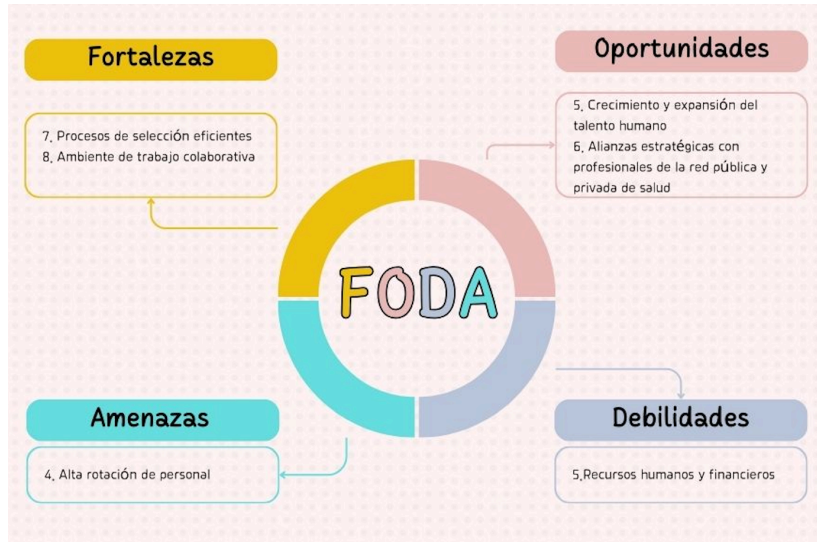 Fortalezas
7. Procesos de selección eficientes
8. Ambiente de trabajo colaborativa
Oportunidades
5. Crecimiento y expansión del
talento humano
6. Alianzas estratégicas con
profesionales de la red pública y
privada de salud
FODA
Amenazas
4. Alta rotación de personal
Debilidades
5.Recursos humanos y financieros